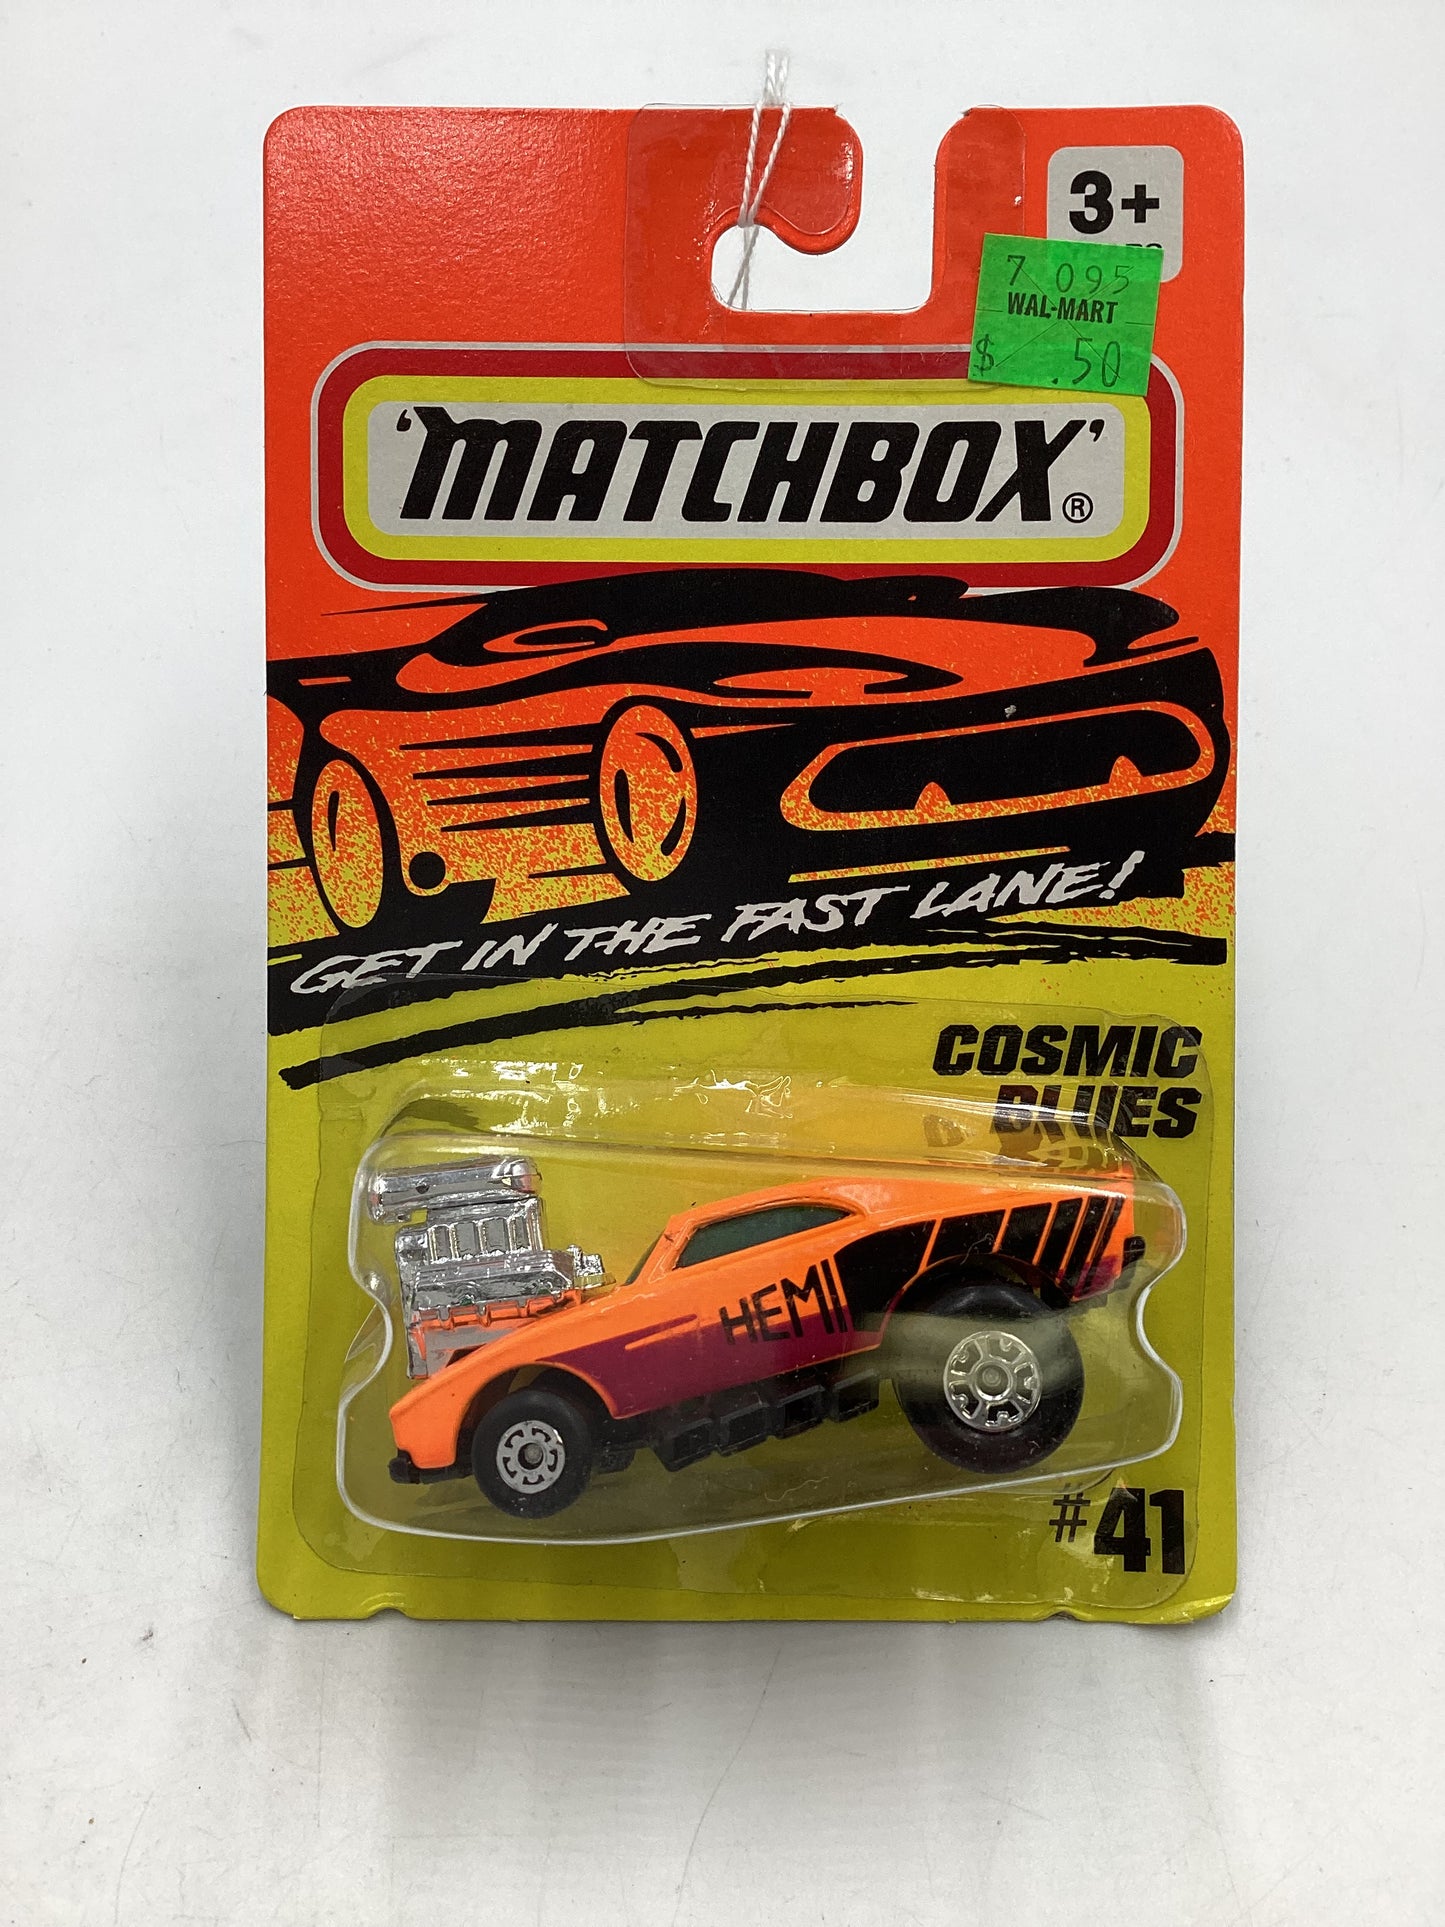 3+
7 095
WAL-MART
$ .50
'MATCHBOX'®
GET IN THE FAST LANE!
COSMIC
BLUES
HEMI
#41